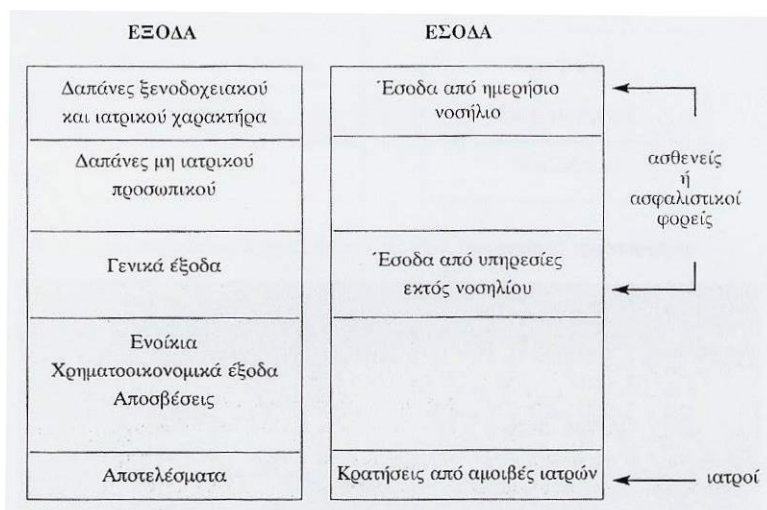 ΕΞΟΔΑ
Δαπάνες ξενοδοχειακού
και ιατρικού χαρακτήρα
Δαπάνες μη ιατρικού
προσωπικού
Γενικά έξοδα
Ενοίκια
Χρηματοοικονομικά έξοδα
Αποσβέσεις
Αποτελέσματα
ΕΣΟΔΑ
Έσοδα από ημερήσιο
νοσήλιο
Έσοδα από υπηρεσίες
εκτός νοσηλίου
Κρατήσεις από αμοιβές ιατρών
ασθενείς
ή
ασφαλιστικοί
φορείς
ιατροί